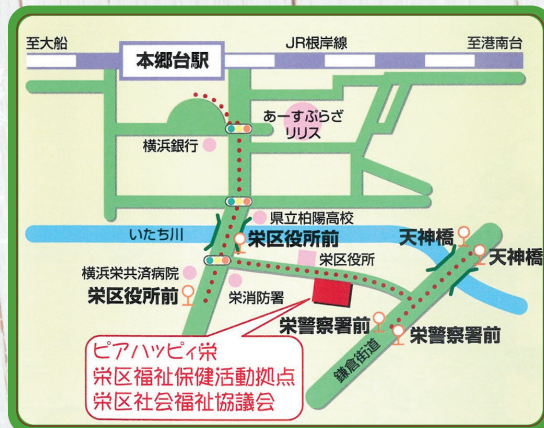 至大船
JR根岸線
至港南台
本郷台駅
あーすぷらざ
リリス
横浜銀行
県立柏陽高校
いたち川
栄区役所前
天神橋
天神橋
栄区役所
横浜栄共済病院
栄区役所前
栄消防署
栄警察署前
栄警察署前
鎌倉街道
ピアハッピィ栄
栄区福祉保健活動拠点
栄区社会福祉協議会